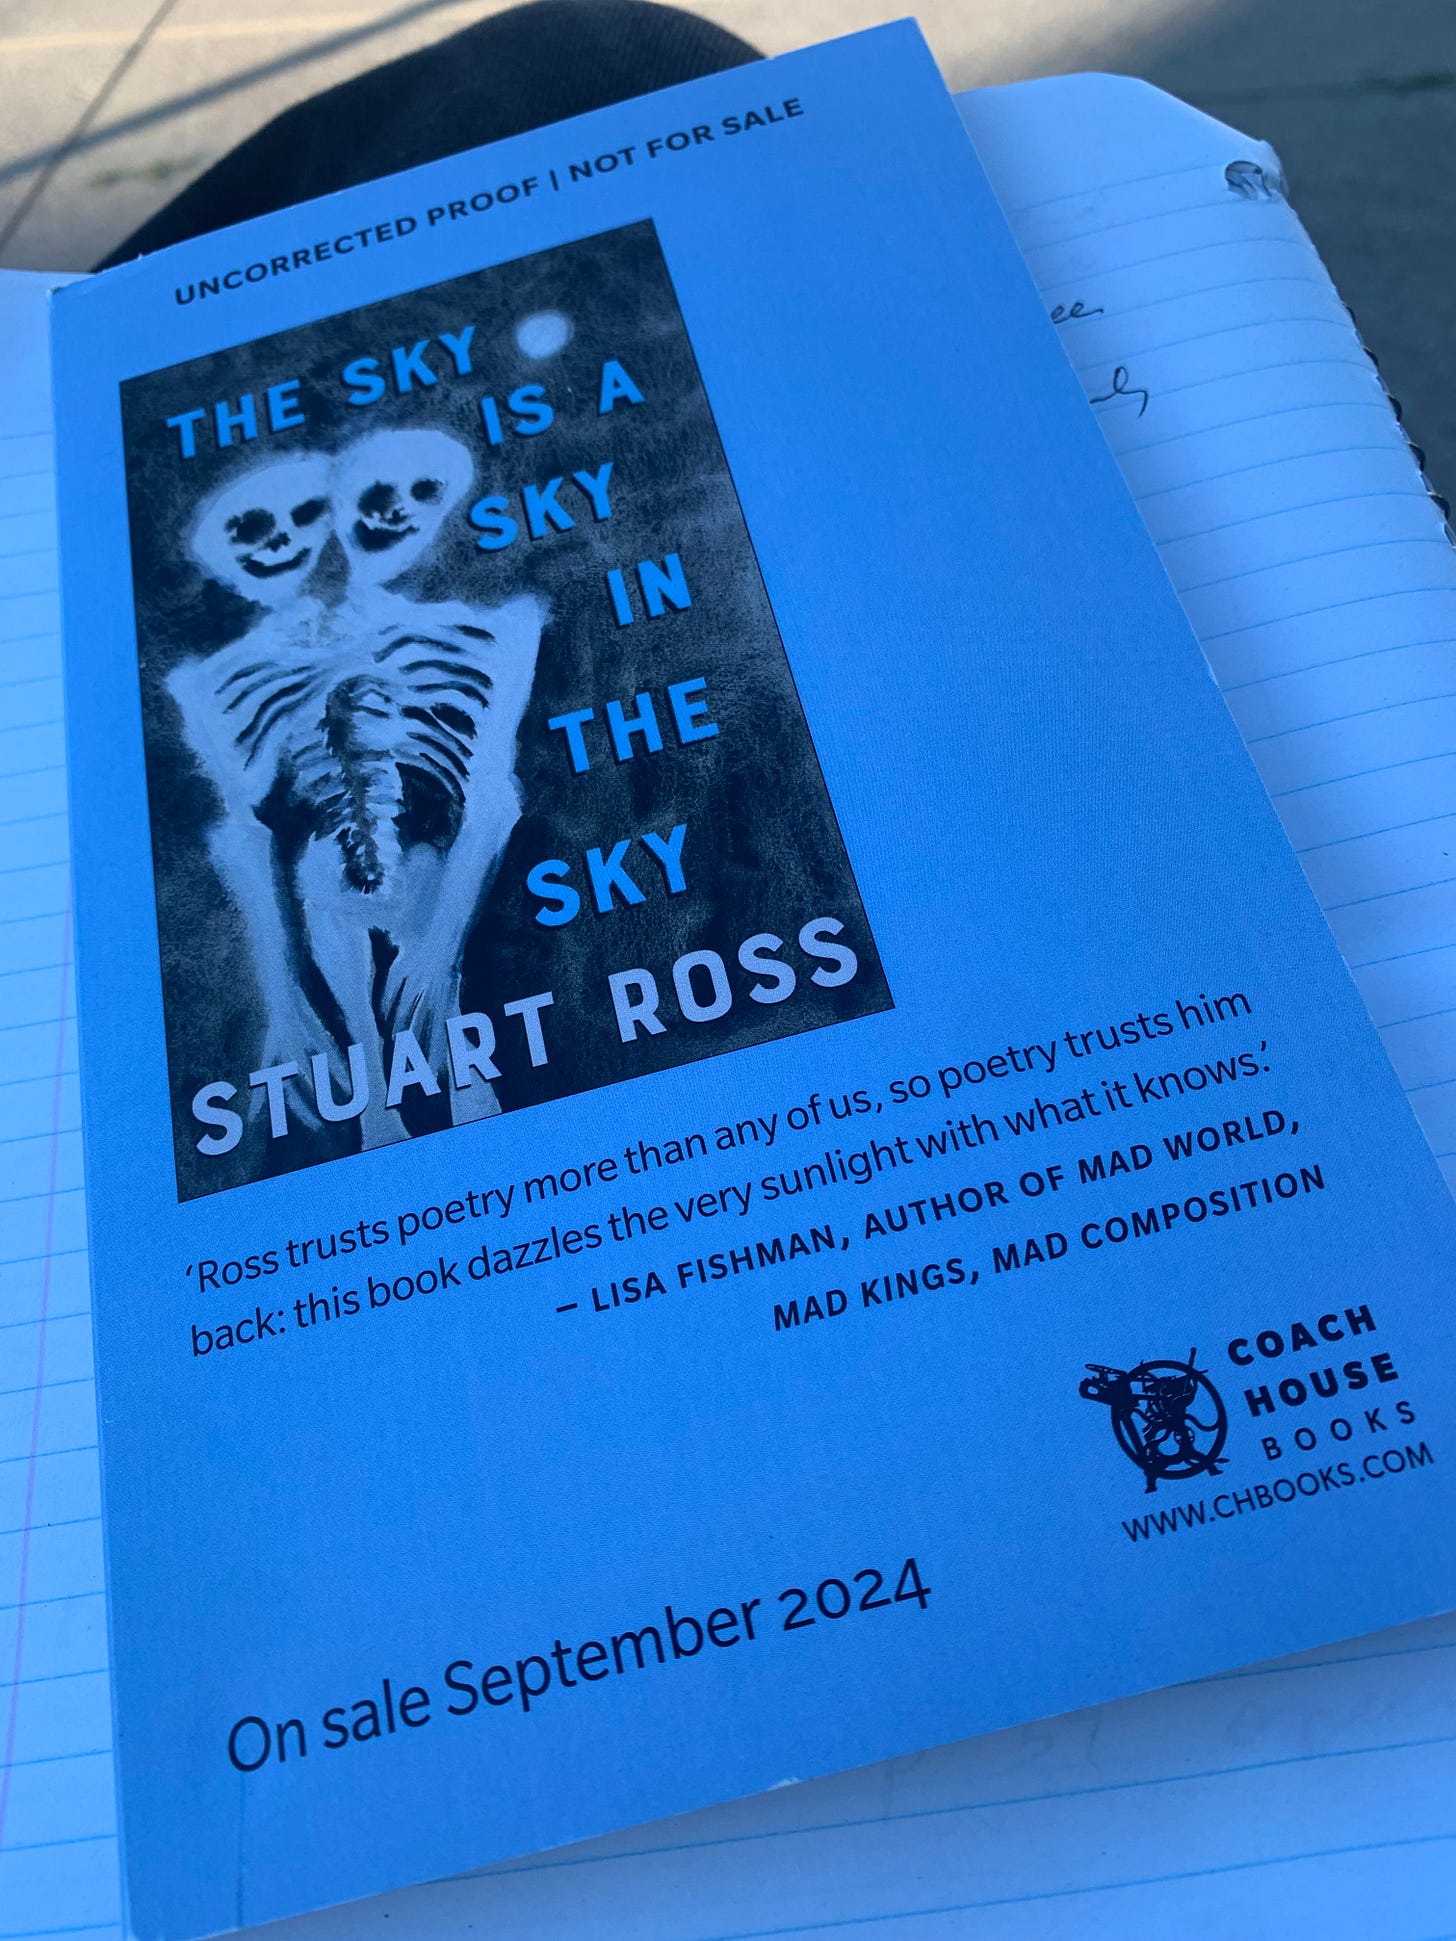 UNCORRECTED PROOF | NOT FOR SALE
THE SKY
IS A
SKY
IN
THE
SKY
STUART ROSS
‘Ross trusts poetry more than any of us, so poetry trusts him
back: this book dazzles the very sunlight with what it knows.’
– LISA FISHMAN, AUTHOR OF MAD WORLD,
MAD KINGS, MAD COMPOSITION
COACH
HOUSE
BOOKS
WWW.CHBOOKS.COM
On sale September 2024